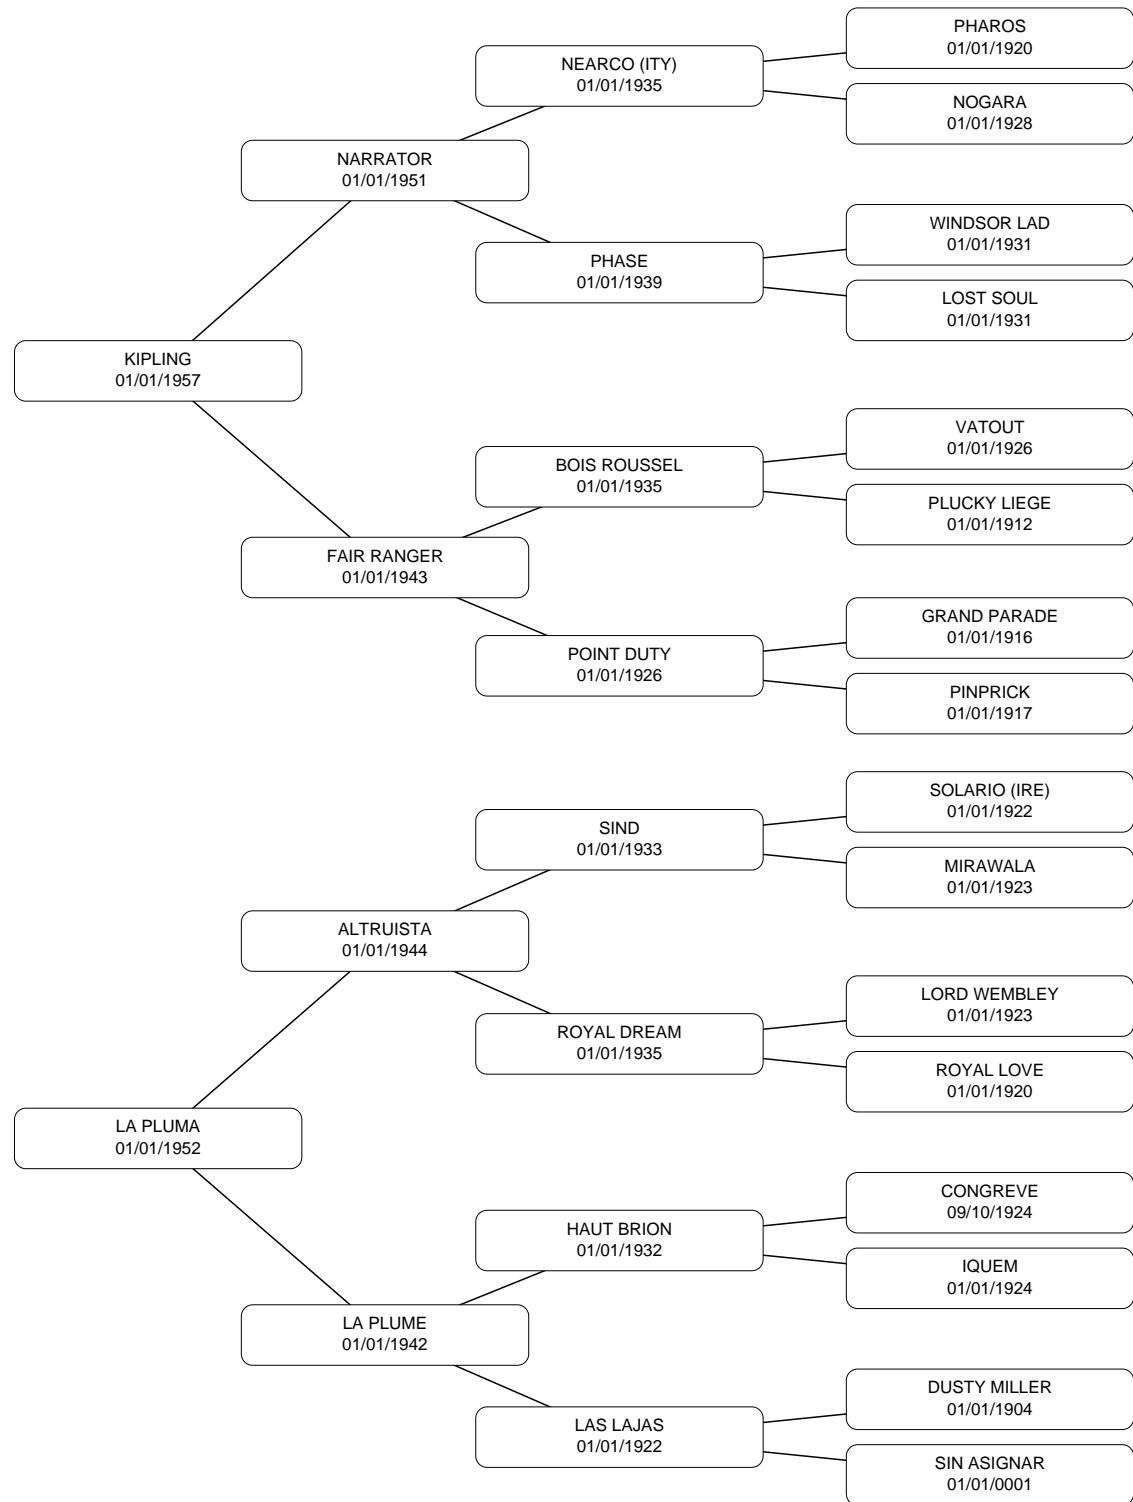 PHAROS
01/01/1920
NEARCO (ITY)
01/01/1935
NOGARA
01/01/1928
NARRATOR
01/01/1951
WINDSOR LAD
01/01/1931
PHASE
01/01/1939
LOST SOUL
01/01/1931
KIPLING
01/01/1957
VATOUT
01/01/1926
BOIS ROUSSEL
01/01/1935
PLUCKY LIEGE
01/01/1912
FAIR RANGER
01/01/1943
GRAND PARADE
01/01/1916
POINT DUTY
01/01/1926
PINPRICK
01/01/1917
SOLARIO (IRE)
01/01/1922
SIND
01/01/1933
MIRAWALA
01/01/1923
ALTRUISTA
01/01/1944
LORD WEMBLEY
01/01/1923
ROYAL DREAM
01/01/1935
ROYAL LOVE
01/01/1920
LA PLUMA
01/01/1952
CONGREVE
09/10/1924
HAUT BRION
01/01/1932
IQUEM
01/01/1924
LA PLUME
01/01/1942
DUSTY MILLER
01/01/1904
LAS LAJAS
01/01/1922
SIN ASIGNAR
01/01/0001